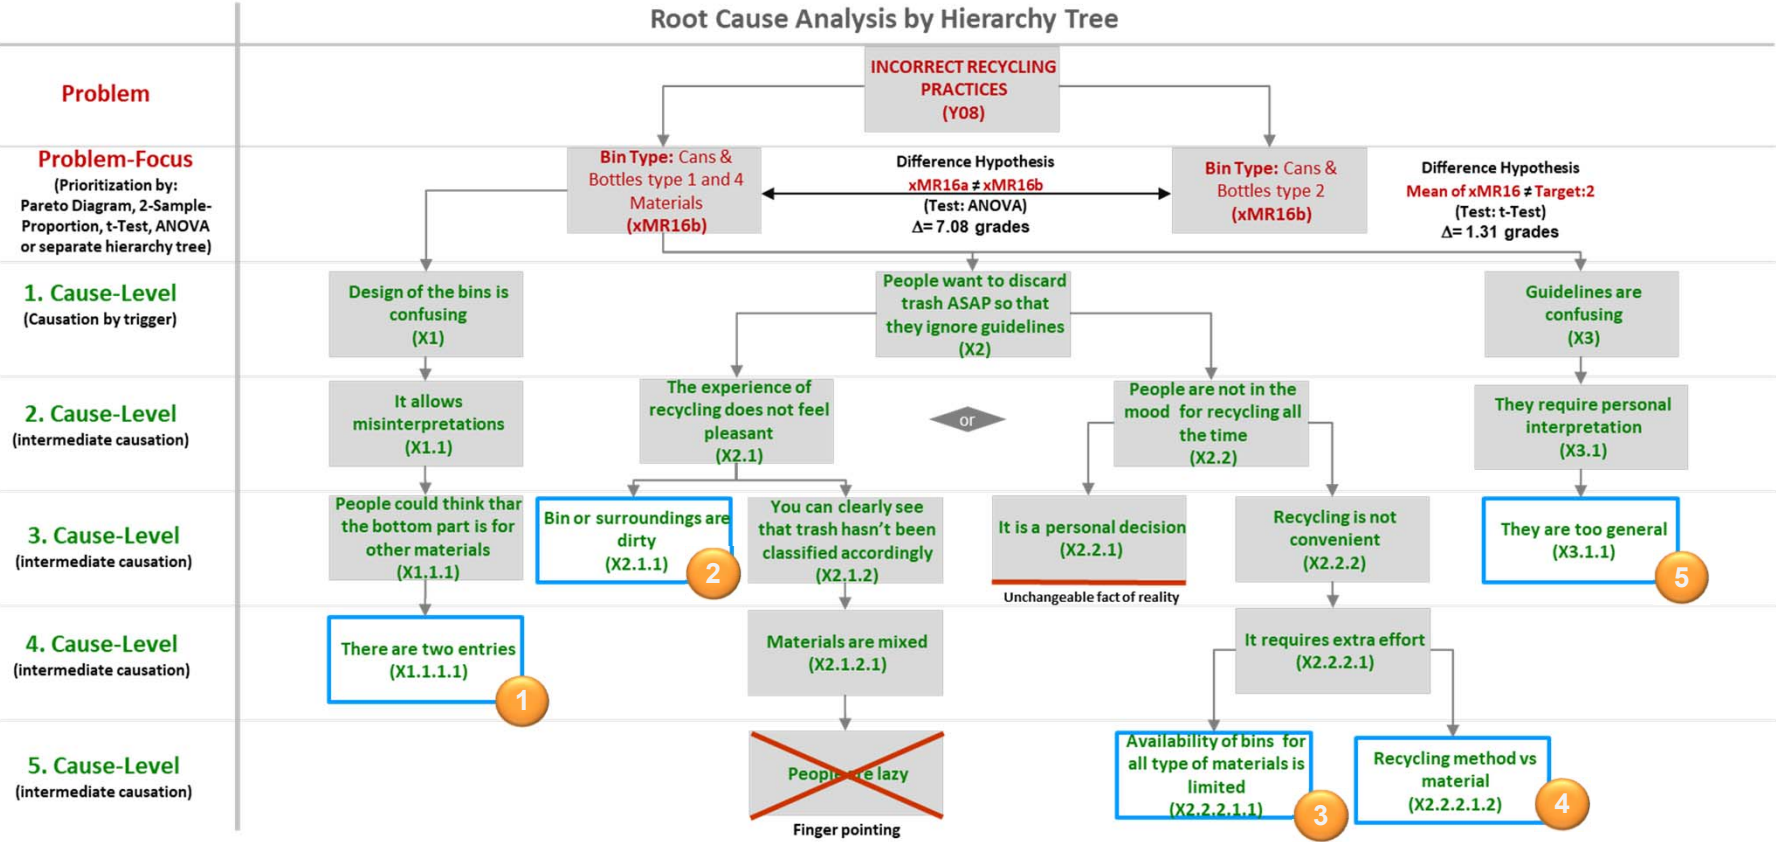 Root Cause Analysis by Hierarchy Tree
Problem
INCORRECT RECYCLING
PRACTICES
(Y08)
Problem-Focus
(Prioritization by:
Pareto Diagram, 2-Sample-
Proportion, t-Test, ANOVA
or separate hierarchy tree)
Bin Type: Cans &
Bottles type 1 and 4
Materials
(xMR16b)
Difference Hypothesis
xMR16a ≠ xMR16b
(Test: ANOVA)
Δ= 7.08 grades
Bin Type: Cans &
Bottles type 2
(xMR16b)
Difference Hypothesis
Mean of xMR16 ≠ Target:2
(Test: t-Test)
Δ= 1.31 grades
1. Cause-Level
(Causation by trigger)
Design of the bins is
confusing
(X1)
People want to discard
trash ASAP so that
they ignore guidelines
(X2)
Guidelines are
confusing
(X3)
2. Cause-Level
(intermediate causation)
It allows
misinterpretations
(X1.1)
The experience of
recycling does not feel
pleasant
(X2.1)
or
People are not in the
mood for recycling all
the time
(X2.2)
They require personal
interpretation
(X3.1)
3. Cause-Level
(intermediate causation)
People could think thar
the bottom part is for
other materials
(X1.1.1)
Bin or surroundings are
dirty
(X2.1.1)
2
You can clearly see
that trash hasn't been
classified accordingly
(X2.1.2)
It is a personal decision
(X2.2.1)
Unchangeable fact of reality
Recycling is not
convenient
(X2.2.2)
They are too general
(X3.1.1)
5
4. Cause-Level
(intermediate causation)
There are two entries
(X1.1.1.1)
1
Materials are mixed
(X2.1.2.1)
It requires extra effort
(X2.2.2.1)
5. Cause-Level
(intermediate causation)
People are lazy
Finger pointing
Availability of bins for
all type of materials is
limited
(X2.2.2.1.1)
3
Recycling method vs
material
(X2.2.2.1.2)
4